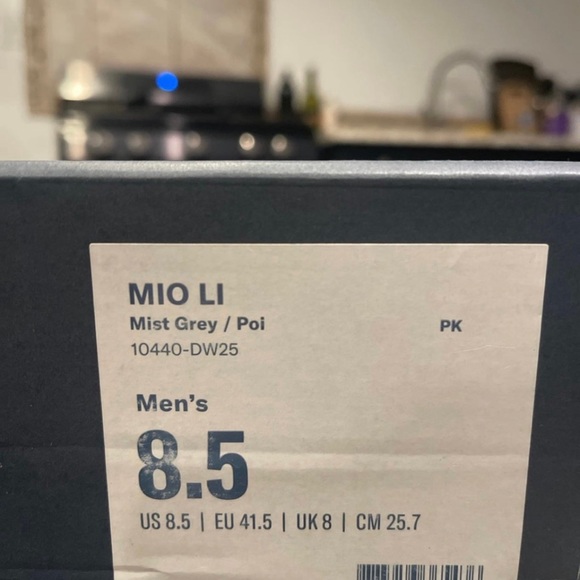 MIO LI
Mist Grey / Poi
PK
10440-DW25
Men's
8.5
US 8.5 | EU 41.5 | UK 8 | CM 25.7